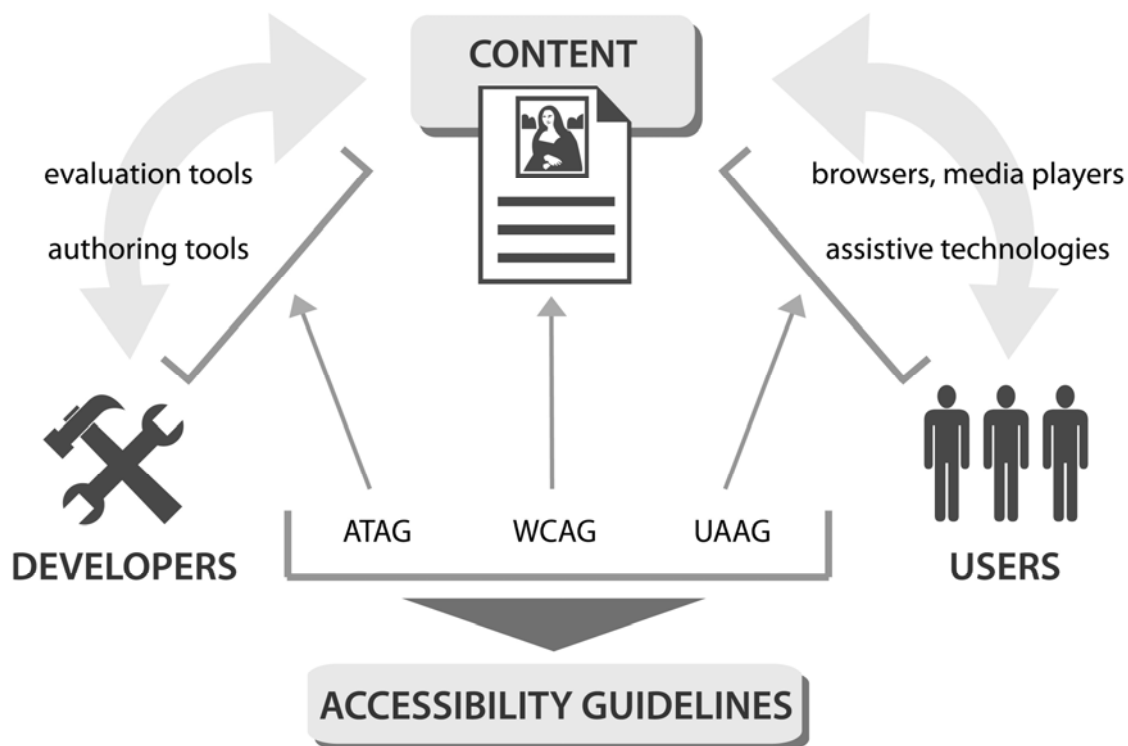 CONTENT
evaluation tools
authoring tools
browsers, media players
assistive technologies
ATAG
WCAG
UAAG
DEVELOPERS
USERS
ACCESSIBILITY GUIDELINES